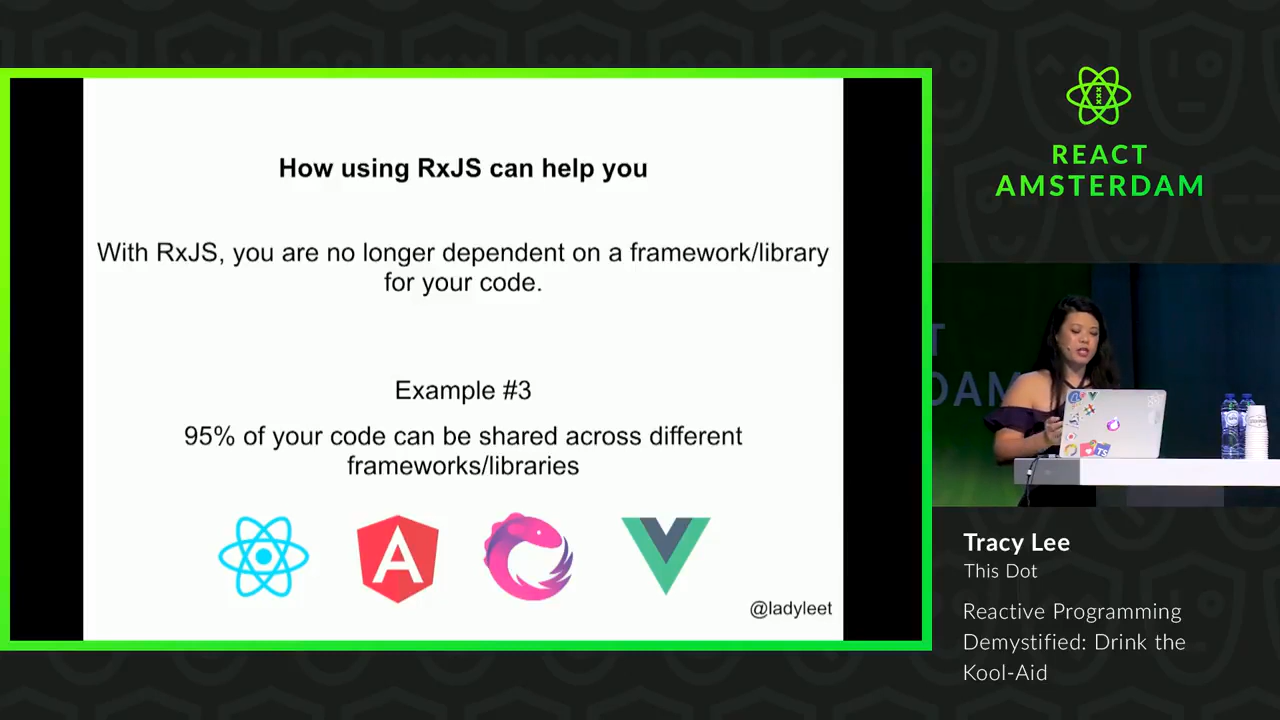 How using RxJS can help you
With RxJS, you are no longer dependent on a framework/library
for your code.
Example #3
95% of your code can be shared across different
frameworks/libraries
A
@ladyleet
REACT
AMSTERDAM
T
DAM
TS
Tracy Lee
This Dot
Reactive Programming
Demystified: Drink the
Kool-Aid